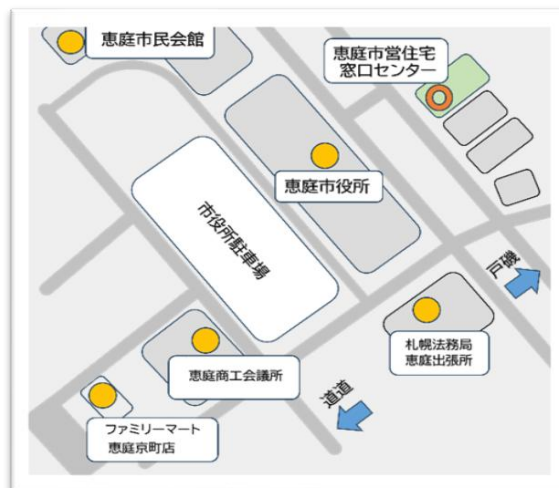 恵庭市民会館
恵庭市営住宅
窓口センター
恵庭市役所
市役所駐車場
戸磯
札幌法務局
恵庭出張所
恵庭商工会議所
道道
ファミリーマート
恵庭京町店